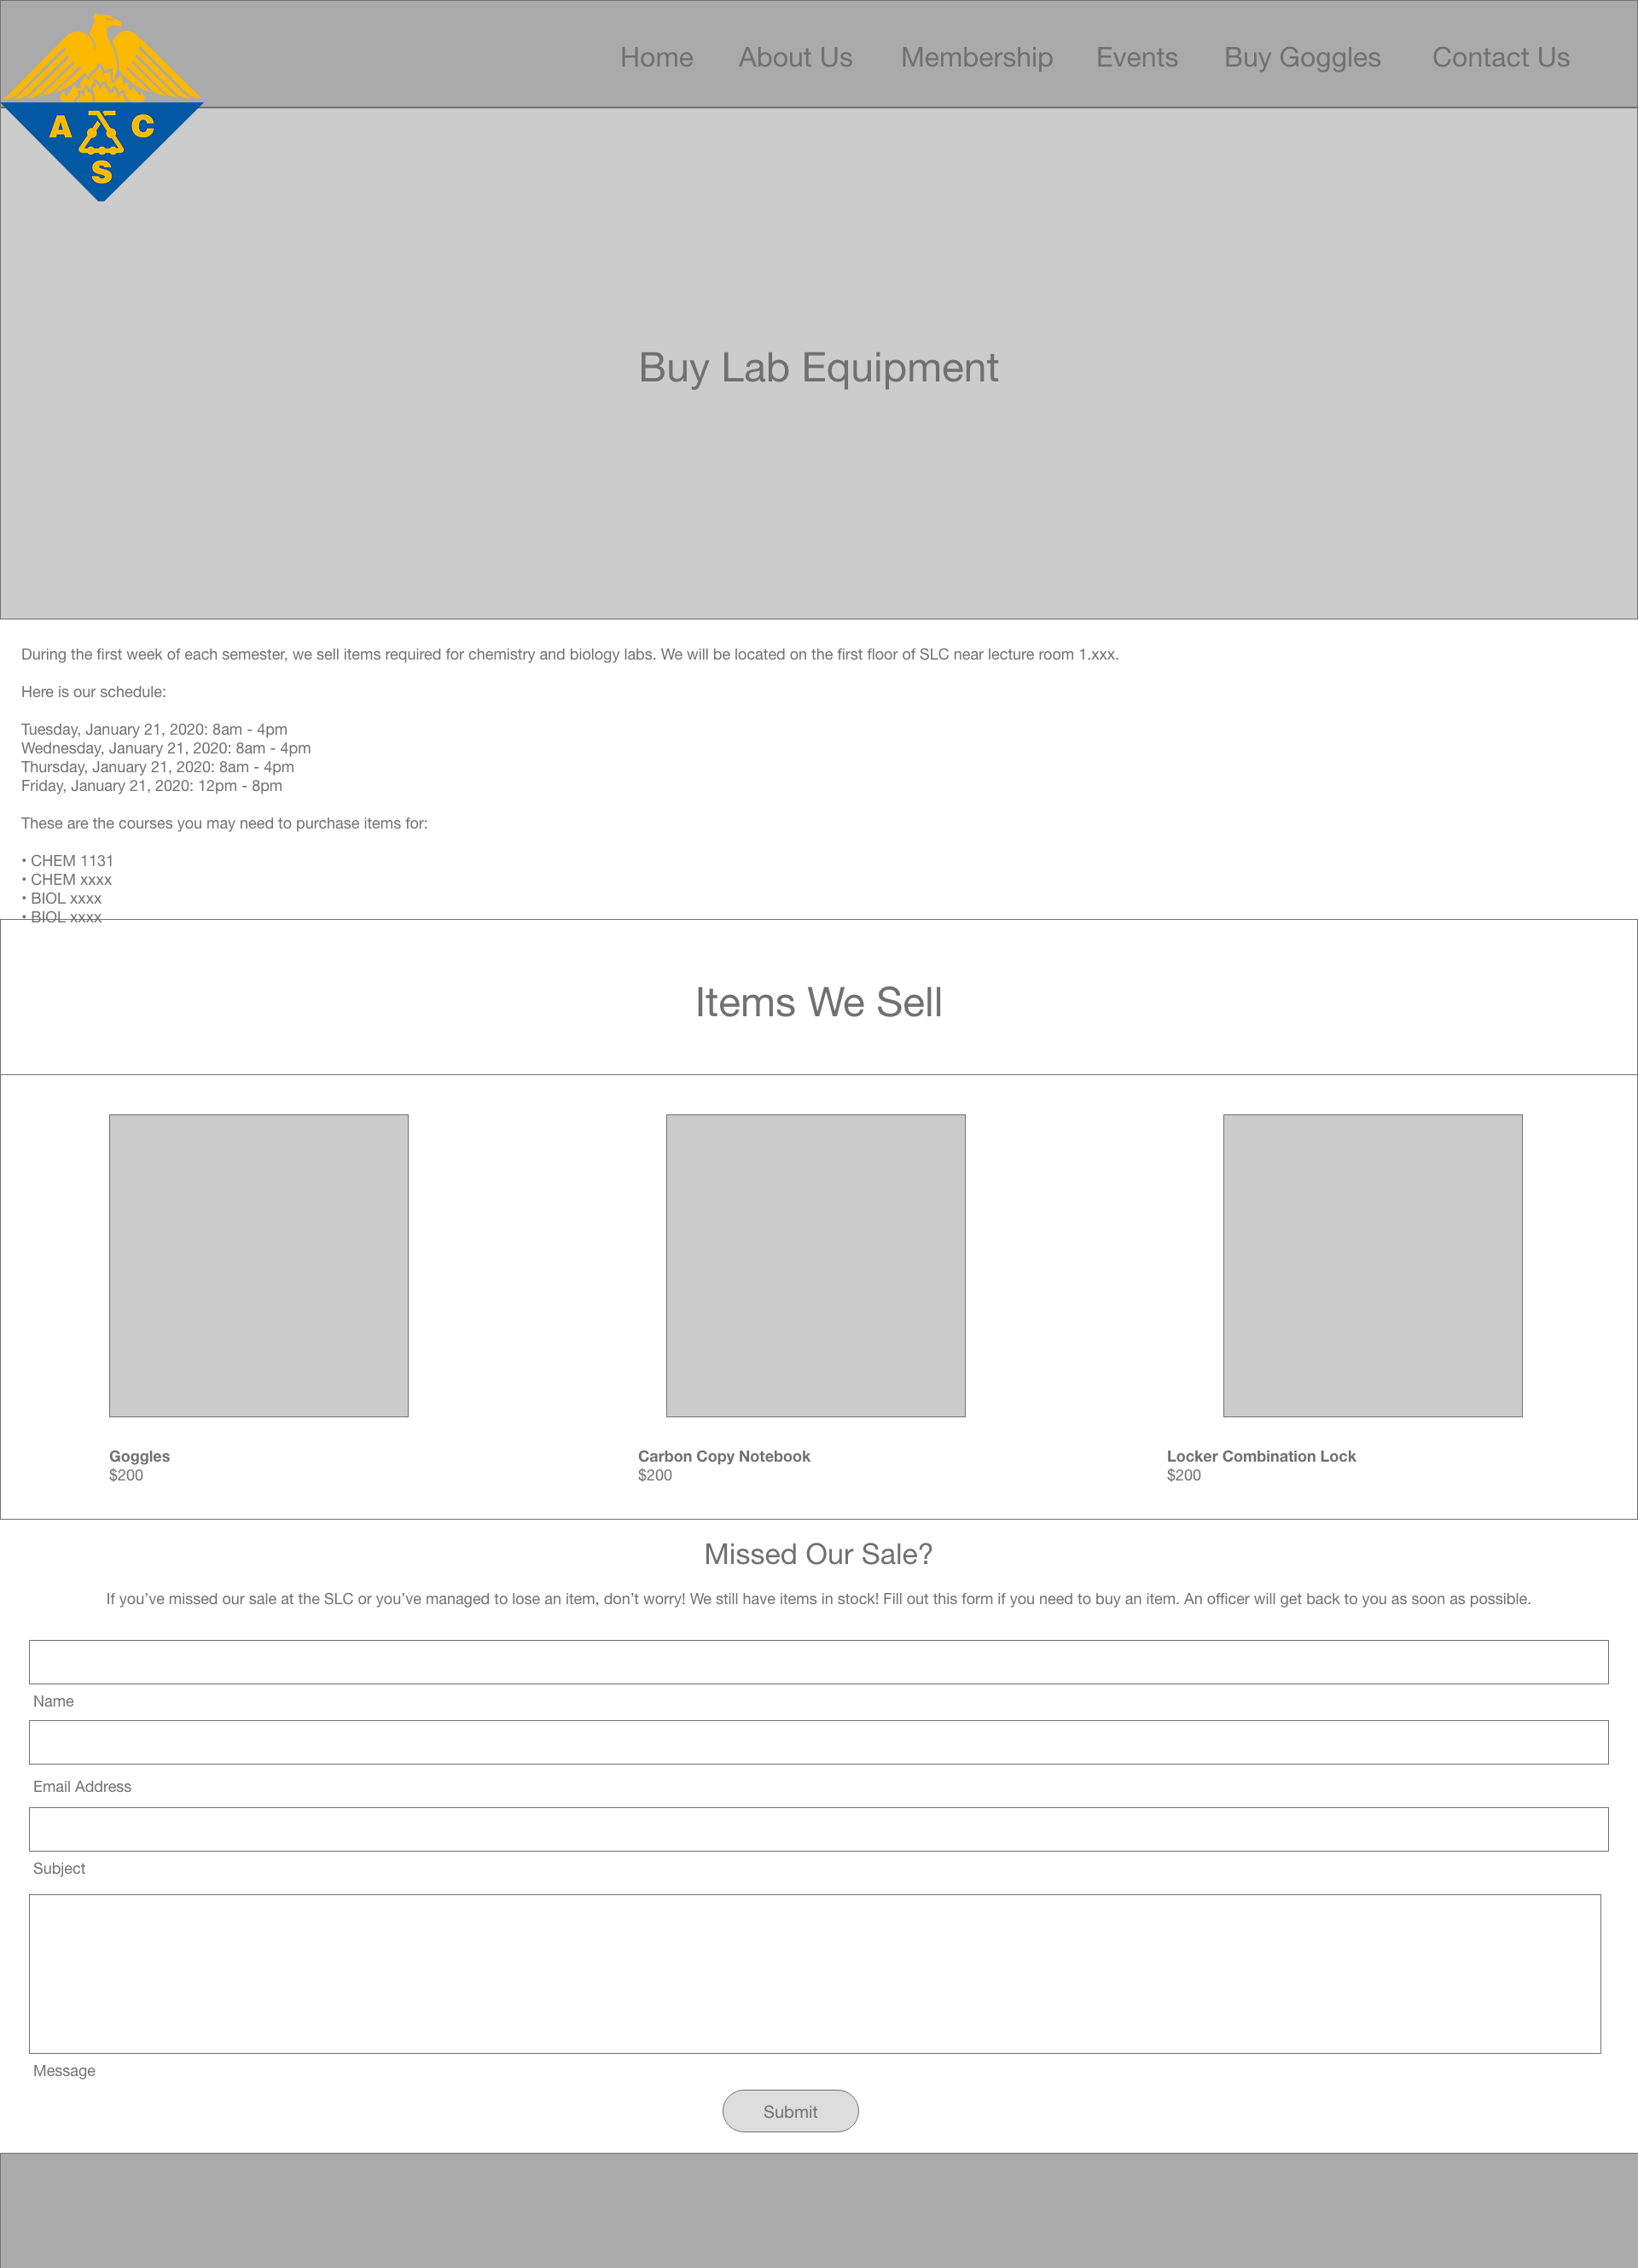 A C
S
Home About Us Membership Events Buy Goggles Contact Us
Buy Lab Equipment
During the first week of each semester, we sell items required for chemistry and biology labs. We will be located on the first floor of SLC near lecture room 1.xxx.
Here is our schedule:
Tuesday, January 21, 2020: 8am - 4pm
Wednesday, January 21, 2020: 8am - 4pm
Thursday, January 21, 2020: 8am - 4pm
Friday, January 21, 2020: 12pm - 8pm
These are the courses you may need to purchase items for:
• CHEM 1131
• CHEM xxxx
• BIOL xxxx
• BIOL xxxx
Items We Sell
Goggles
$200
Carbon Copy Notebook
$200
Locker Combination Lock
$200
Missed Our Sale?
If you’ve missed our sale at the SLC or you’ve managed to lose an item, don’t worry! We still have items in stock! Fill out this form if you need to buy an item. An officer will get back to you as soon as possible.
Name
Email Address
Subject
Message
Submit